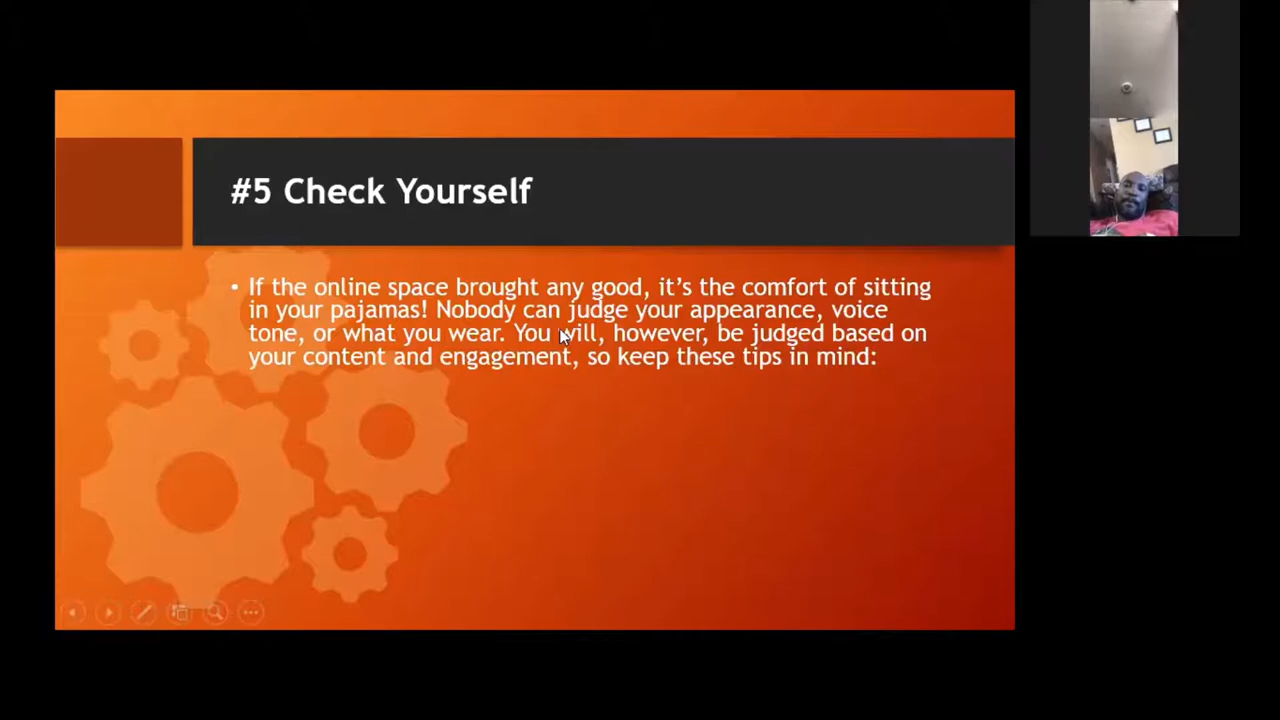 #5 Check Yourself
• If the online space brought any good, it’s the comfort of sitting
in your pajamas! Nobody can judge your appearance, voice
tone, or what you wear. You will, however, be judged based on
your content and engagement, so keep these tips in mind: